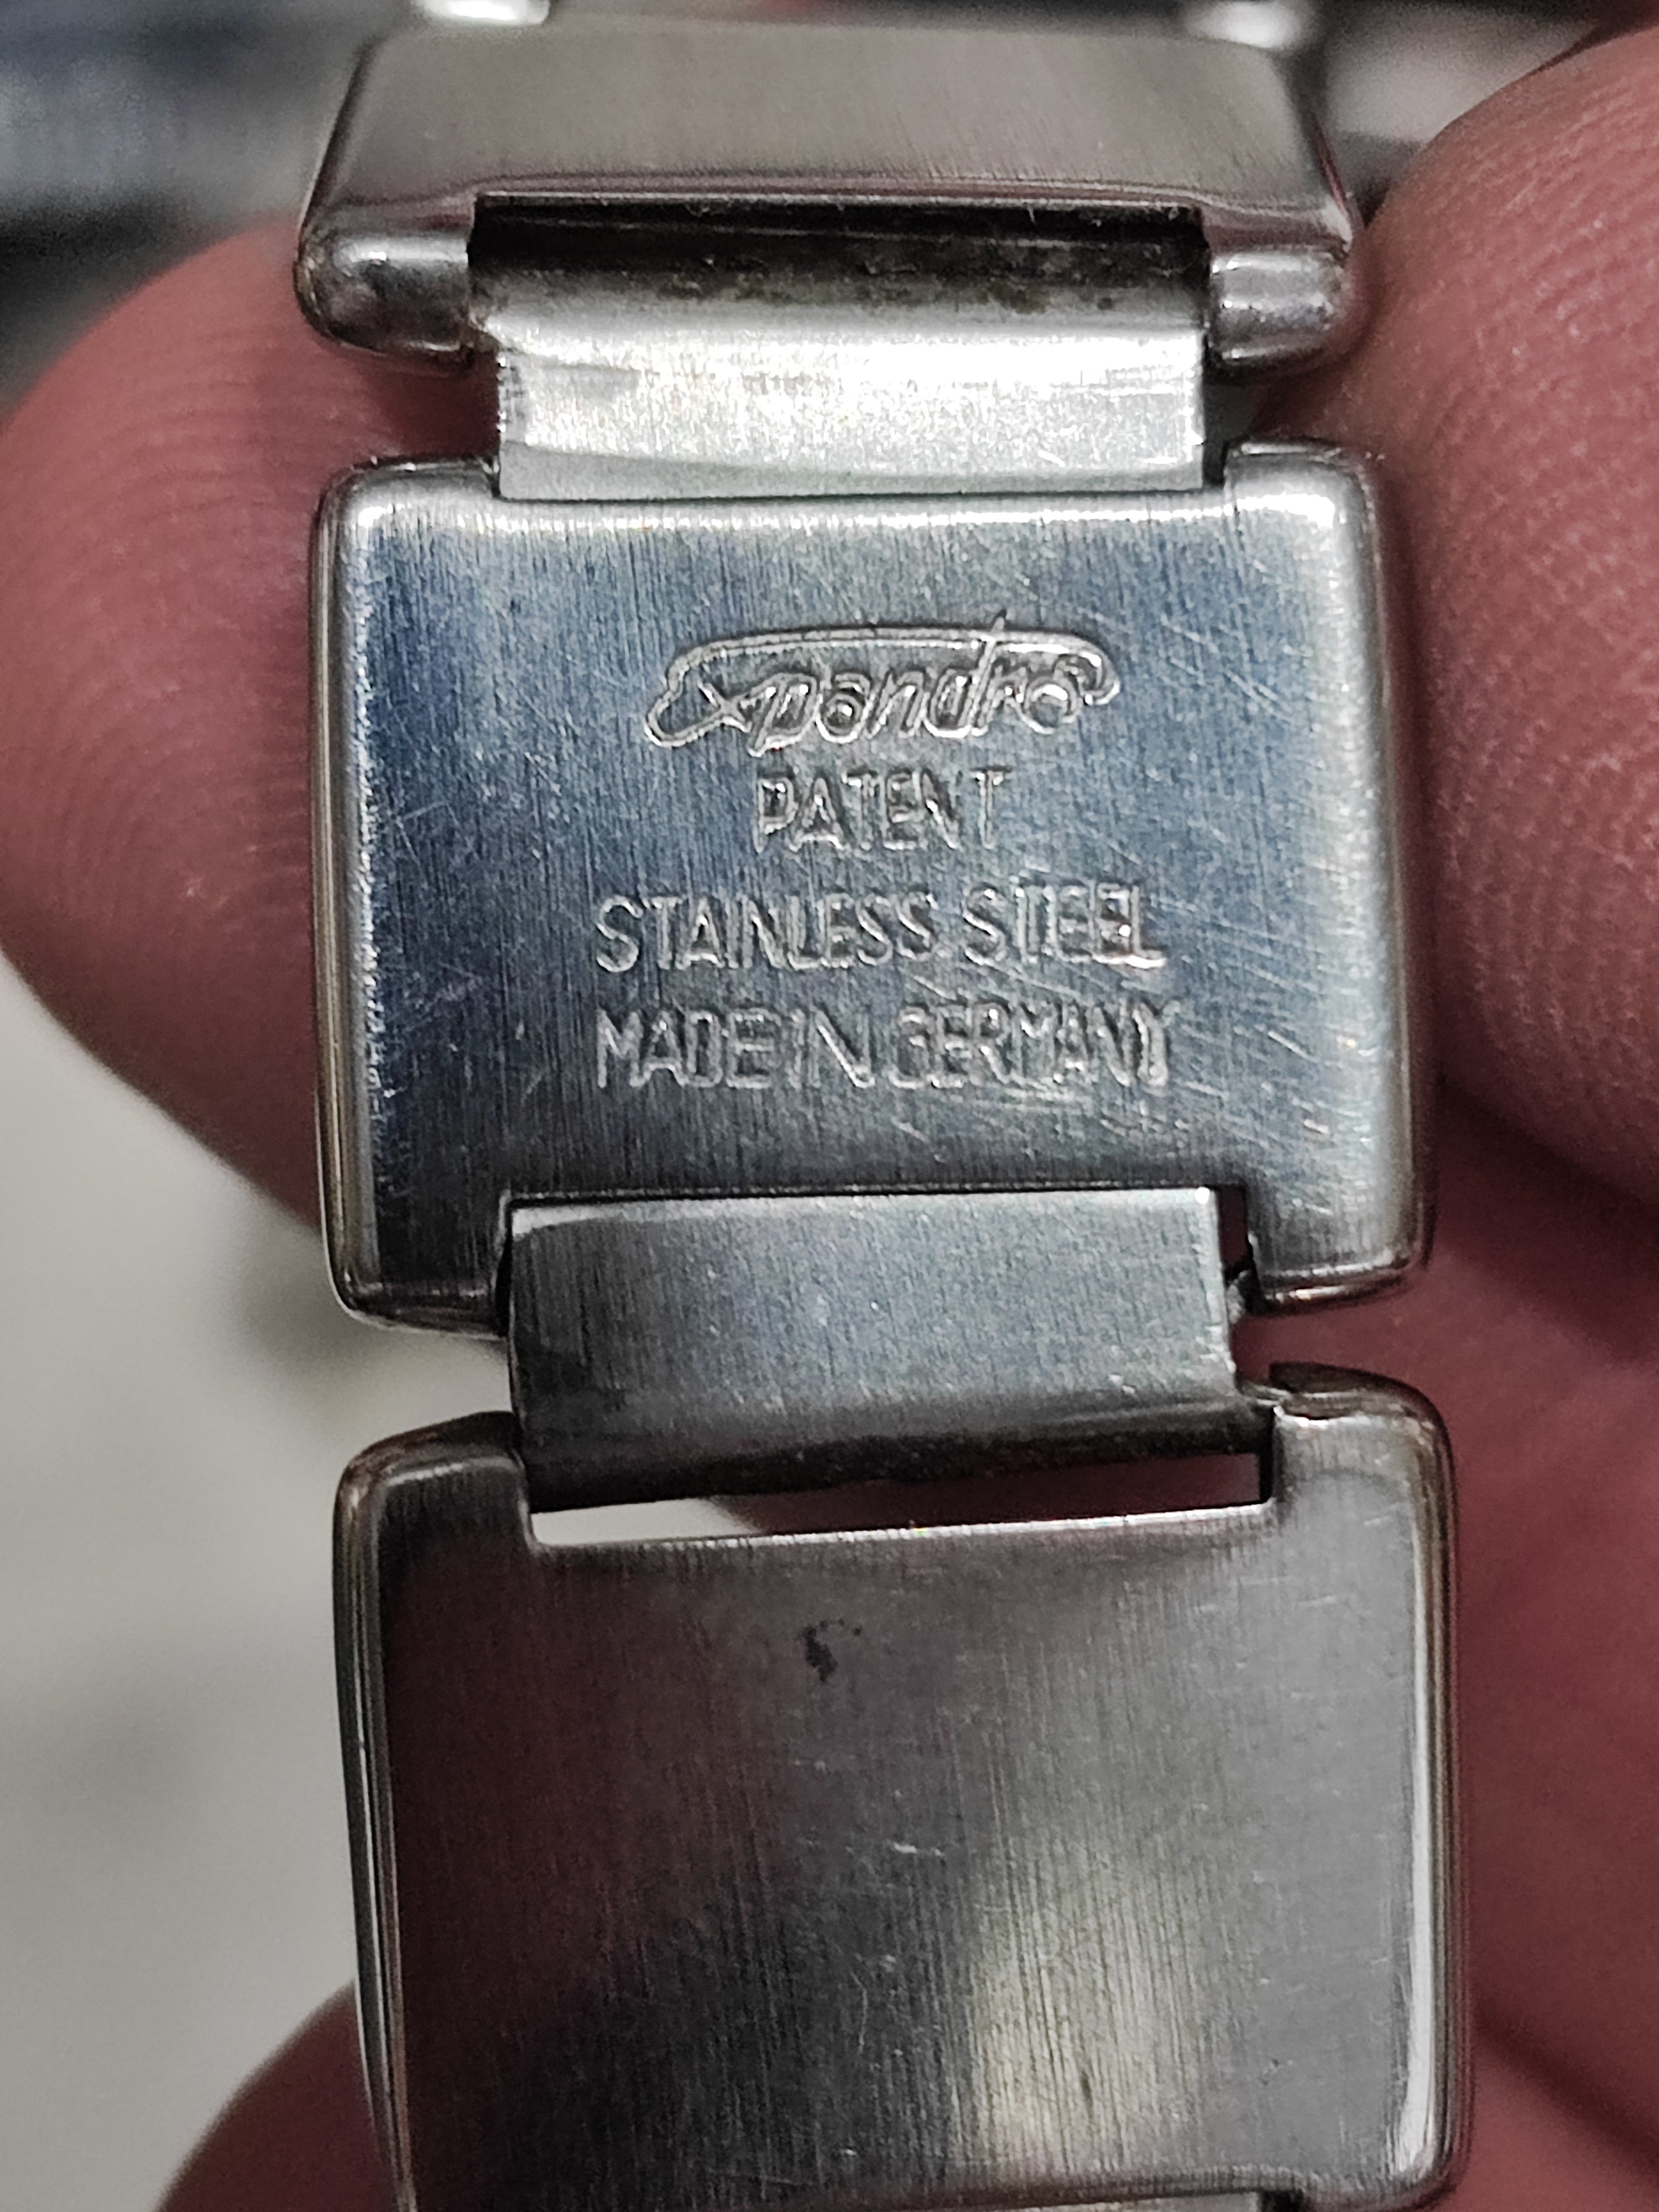 Expandro
PATENT
STAINLESS STEEL
MADE IN GERMANY